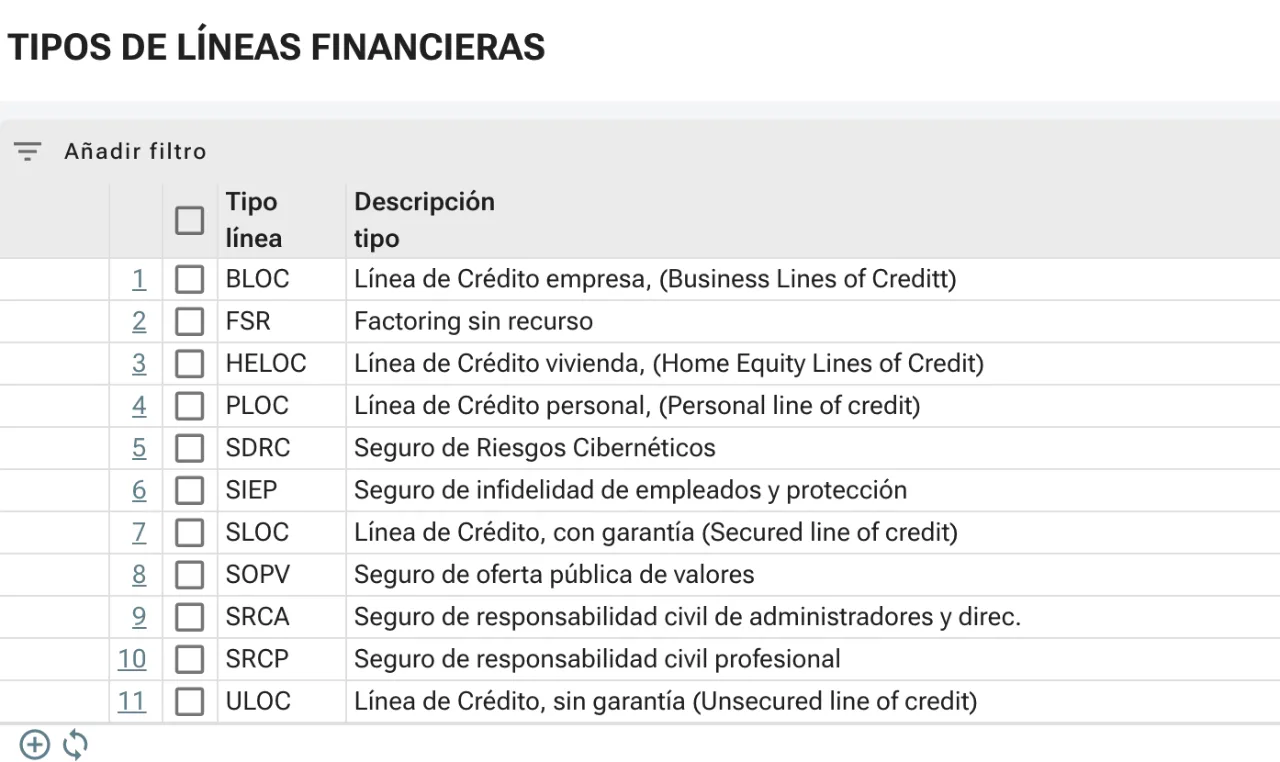 TIPOS DE LÍNEAS FINANCIERAS
Añadir filtro
Tipo línea Descripción tipo
1 BLOC Línea de Crédito empresa, (Business Lines of Creditt)
2 FSR Factoring sin recurso
3 HELOC Línea de Crédito vivienda, (Home Equity Lines of Credit)
4 PLOC Línea de Crédito personal, (Personal line of credit)
5 SDRC Seguro de Riesgos Cibernéticos
6 SIEP Seguro de infidelidad de empleados y protección
7 SLOC Línea de Crédito, con garantía (Secured line of credit)
8 SOPV Seguro de oferta pública de valores
9 SRCA Seguro de responsabilidad civil de administradores y direc.
10 SRCP Seguro de responsabilidad civil profesional
11 ULOC Línea de Crédito, sin garantía (Unsecured line of credit)